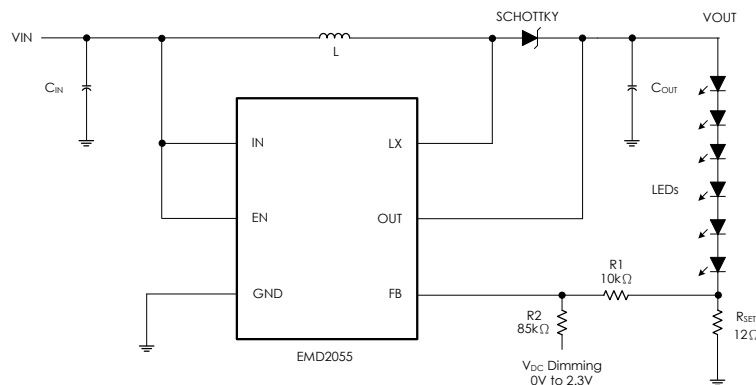 SCHOTTKY
VOUT
VIN
L
CIN
COUT
IN
LX
LEDs
EN
OUT
R1
10kΩ
GND
FB
R2
85kΩ
RSET
12Ω
EMD2055
VDC Dimming
0V to 2.3V